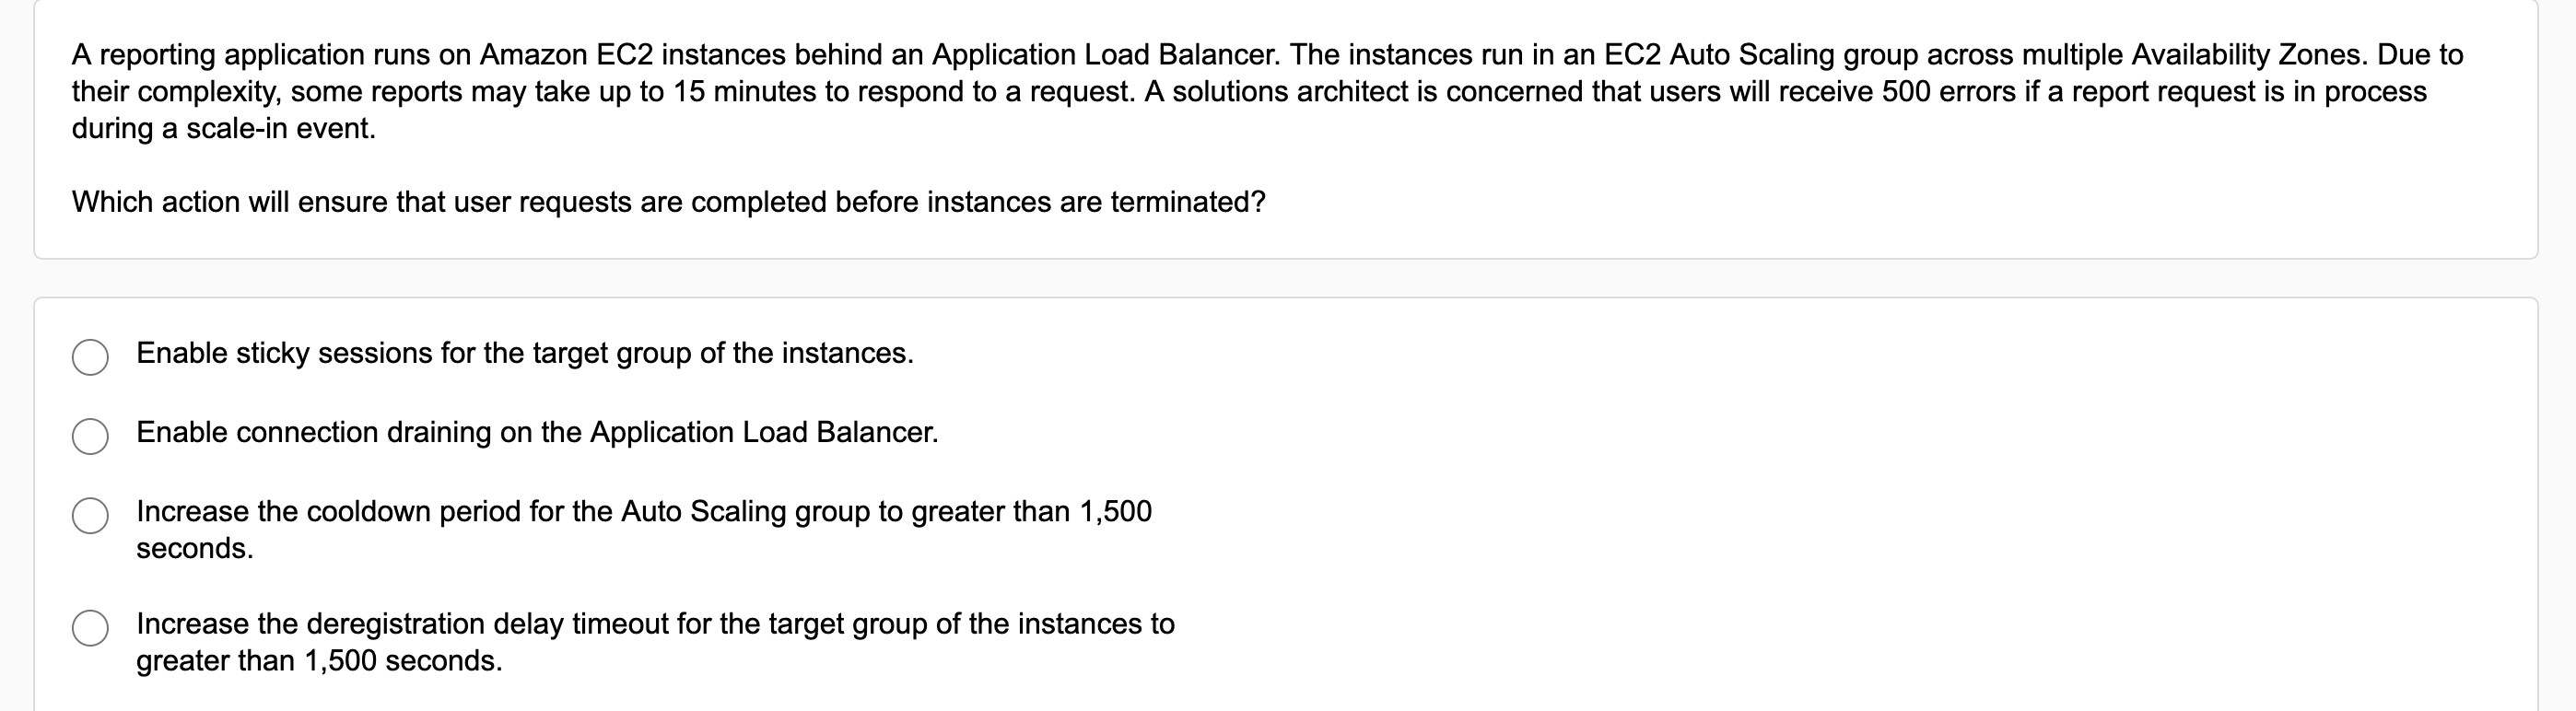 A reporting application runs on Amazon EC2 instances behind an Application Load Balancer. The instances run in an EC2 Auto Scaling group across multiple Availability Zones. Due to
their complexity, some reports may take up to 15 minutes to respond to a request. A solutions architect is concerned that users will receive 500 errors if a report request is in process
during a scale-in event.
Which action will ensure that user requests are completed before instances are terminated?
Enable sticky sessions for the target group of the instances.
Enable connection draining on the Application Load Balancer.
Increase the cooldown period for the Auto Scaling group to greater than 1,500
seconds.
Increase the deregistration delay timeout for the target group of the instances to
greater than 1,500 seconds.